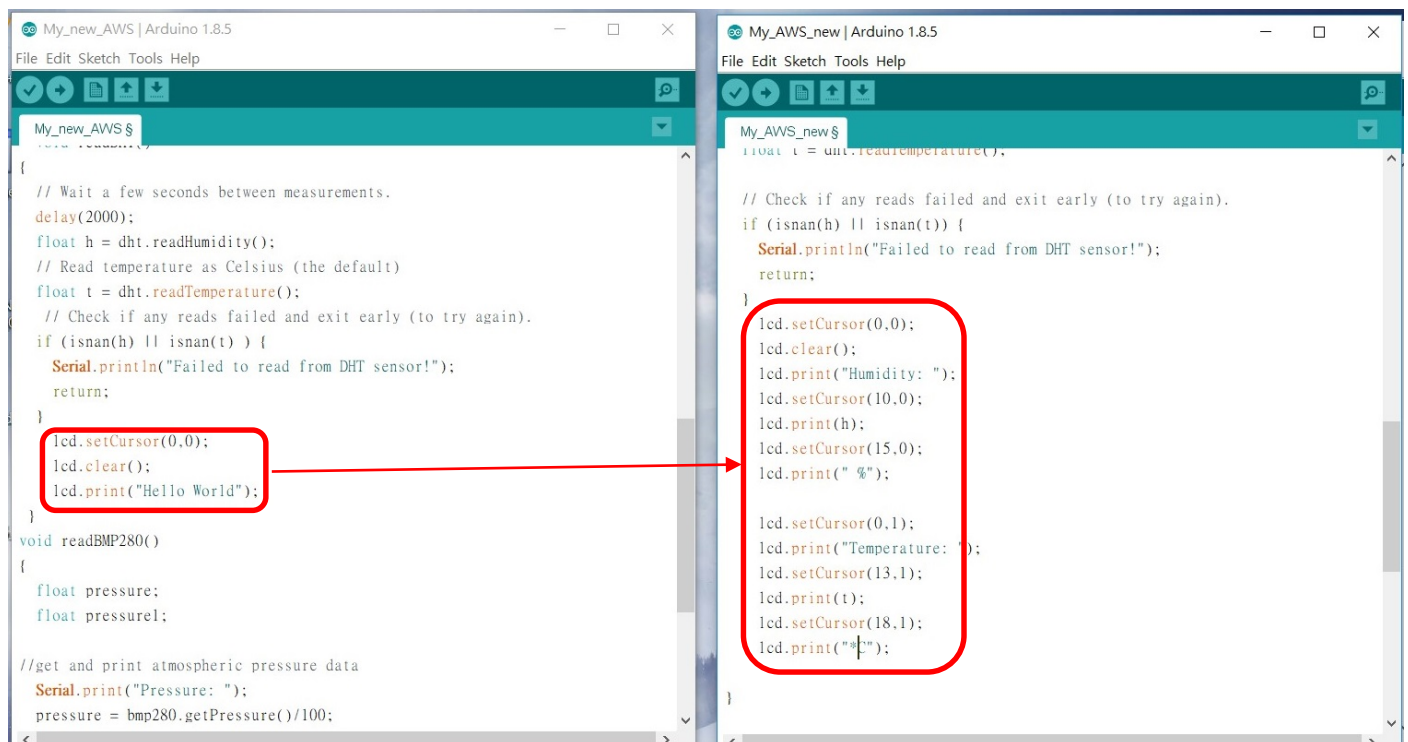 My_new_AWS | Arduino 1.8.5
File Edit Sketch Tools Help
My_new_AWS §
{
// Wait a few seconds between measurements.
delay(2000);
float h = dht.readHumidity();
// Read temperature as Celsius (the default)
float t = dht.readTemperature();
// Check if any reads failed and exit early (to try again).
if (isnan(h) || isnan(t) ) {
Serial.println("Failed to read from DHT sensor!");
return;
}
lcd.setCursor(0,0);
lcd.clear();
lcd.print("Hello World");
}
void readBMP280()
{
float pressure;
float pressure1;
//get and print atmospheric pressure data
Serial.print("Pressure: ");
pressure = bmp280.getPressure()/100;
My_AWS_new | Arduino 1.8.5
File Edit Sketch Tools Help
My_AWS_new §
float t = dht.readTemperature();
// Check if any reads failed and exit early (to try again).
if (isnan(h) || isnan(t)) {
Serial.println("Failed to read from DHT sensor!");
return;
}
lcd.setCursor(0,0);
lcd.clear();
lcd.print("Humidity: ");
lcd.setCursor(10,0);
lcd.print(h);
lcd.setCursor(15,0);
lcd.print(" %");
lcd.setCursor(0,1);
lcd.print("Temperature: ");
lcd.setCursor(13,1);
lcd.print(t);
lcd.setCursor(18,1);
lcd.print("*C");
}